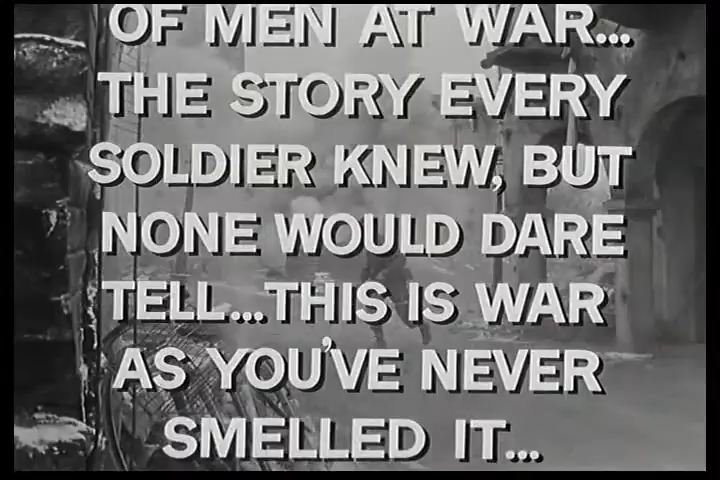 OF MEN AT WAR...
THE STORY EVERY
SOLDIER KNEW, BUT
NONE WOULD DARE
TELL...THIS IS WAR
AS YOU'VE NEVER
SMELLED IT...